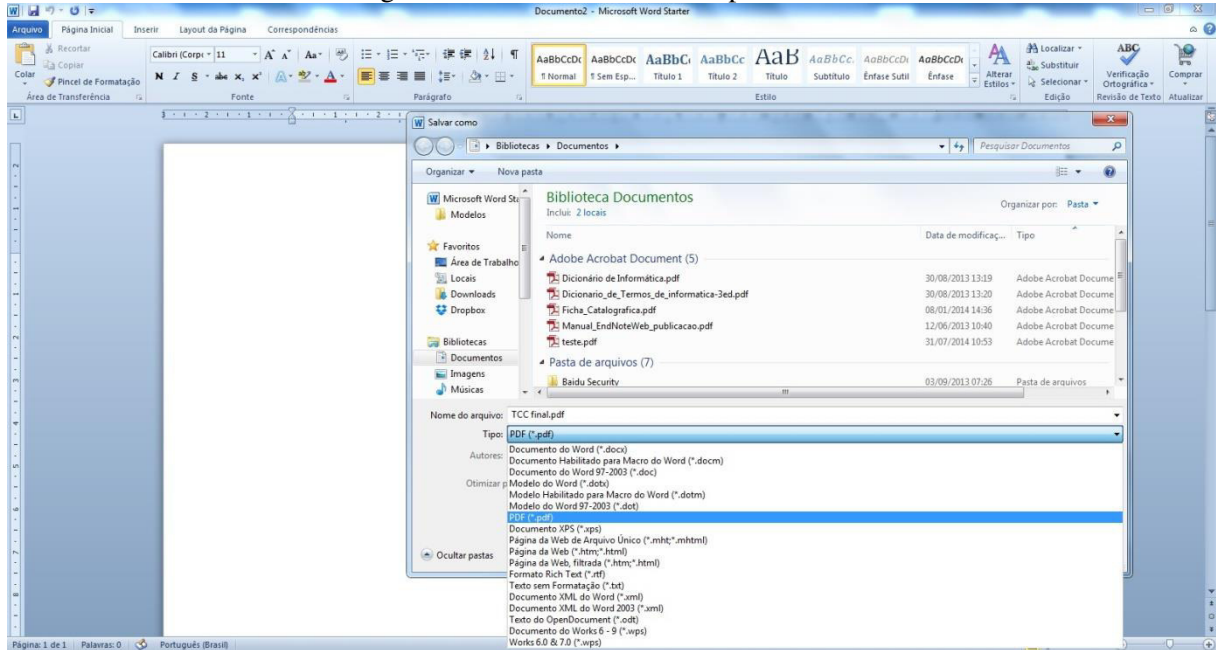 Documento2 - Microsoft Word Starter
Arquivo Página Inicial Inserir Layout da Página Correspondências
Colar
Recortar
Copiar
Pincel de Formatação
Área de Transferência
Calibri (Corpo 11
N I S abe x, x²
Fonte
Parágrafo
AaBbCcDc AaBbCcDc AaBbC AaBbCc AaB AaBbCc. AaBbCcDi AaBbCcDi
¶ Normal ¶ Sem Esp... Título 1 Título 2 Título Subtítulo Ênfase Sutil Ênfase
Alterar Estilos
Estilo
Localizar
Substituir
Selecionar
Edição
ABC
Verificação Ortográfica
Revisão de Texto
Comprar
Atualizar
Salvar como
Bibliotecas Documentos
Pesquisar Documentos
Organizar Nova pasta
Microsoft Word Sta
Modelos
Favoritos
Área de Trabalho
Locais
Downloads
Dropbox
Bibliotecas
Documentos
Imagens
Músicas
Biblioteca Documentos
Inclui: 2 locais
Organizar por: Pasta
Nome Data de modificaç... Tipo
Adobe Acrobat Document (5)
Dicionário de Informática.pdf 30/08/2013 13:19 Adobe Acrobat Docume
Dicionario_de_Termos_de_informatica-3ed.pdf 30/08/2013 13:20 Adobe Acrobat Docume
Ficha_Catalografica.pdf 08/01/2014 14:36 Adobe Acrobat Docume
Manual_EndNoteWeb_publicacao.pdf 12/06/2013 10:40 Adobe Acrobat Docume
teste.pdf 31/07/2014 10:53 Adobe Acrobat Docume
Pasta de arquivos (7)
Baidu Security 03/09/2013 07:26 Pasta de arquivos
Nome do arquivo: TCC final.pdf
Tipo: PDF (*.pdf)
Autores:
Otimizar p
Documento do Word (*.docx)
Documento Habilitado para Macro do Word (*.docm)
Documento do Word 97-2003 (*.doc)
Modelo do Word (*.dotx)
Modelo Habilitado para Macro do Word (*.dotm)
Modelo do Word 97-2003 (*.dot)
PDF (*.pdf)
Documento XPS (*.xps)
Página da Web de Arquivo Único (*.mht;*.mhtml)
Página da Web (*.htm;*.html)
Página da Web, filtrada (*.htm;*.html)
Formato Rich Text (*.rtf)
Texto sem Formatação (*.txt)
Documento XML do Word (*.xml)
Documento XML do Word 2003 (*.xml)
Texto do OpenDocument (*.odt)
Documento do Works 6 - 9 (*.wps)
Works 6.0 & 7.0 (*.wps)
Ocultar pastas
Página: 1 de 1 Palavras: 0 Português (Brasil)